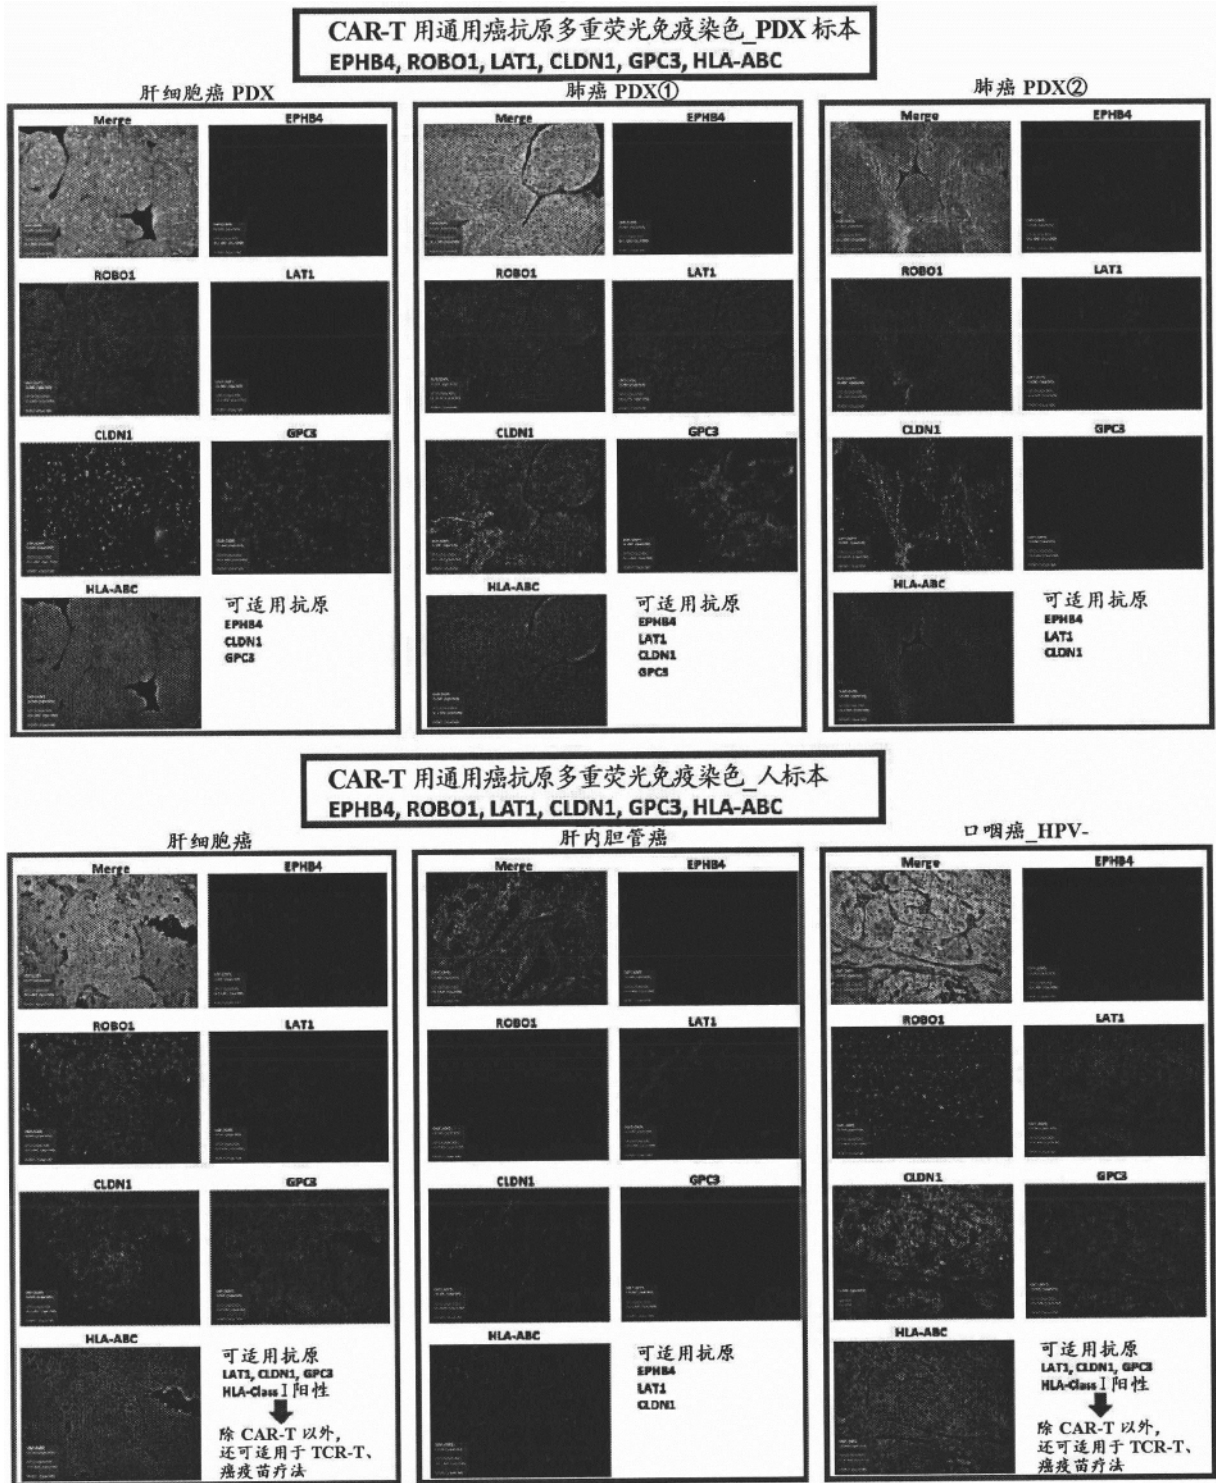 CAR-T 用通用癌抗原多重荧光免疫染色_PDX 标本
EPHB4, ROBO1, LAT1, CLDN1, GPC3, HLA-ABC
肝细胞癌 PDX
Merge
EPHB4
ROBO1
LAT1
CLDN1
GPC3
HLA-ABC
可适用抗原
EPHB4
CLDN1
GPC3
肺癌 PDX①
Merge
EPHB4
ROBO1
LAT1
CLDN1
GPC3
HLA-ABC
可适用抗原
EPHB4
LAT1
CLDN1
GPC3
肺癌 PDX②
Merge
EPHB4
ROBO1
LAT1
CLDN1
GPC3
HLA-ABC
可适用抗原
EPHB4
LAT1
CLDN1
CAR-T 用通用癌抗原多重荧光免疫染色_人标本
EPHB4, ROBO1, LAT1, CLDN1, GPC3, HLA-ABC
肝细胞癌
Merge
EPHB4
ROBO1
LAT1
CLDN1
GPC3
HLA-ABC
可适用抗原
LAT1, CLDN1, GPC3
HLA-Class I 阳性
除 CAR-T 以外，
还可适用于 TCR-T、
癌疫苗疗法
肝内胆管癌
Merge
EPHB4
ROBO1
LAT1
CLDN1
GPC3
HLA-ABC
可适用抗原
EPHB4
LAT1
CLDN1
口咽癌_HPV-
Merge
EPHB4
ROBO1
LAT1
CLDN1
GPC3
HLA-ABC
可适用抗原
LAT1, CLDN1, GPC3
HLA-Class I 阳性
除 CAR-T 以外，
还可适用于 TCR-T、
癌疫苗疗法